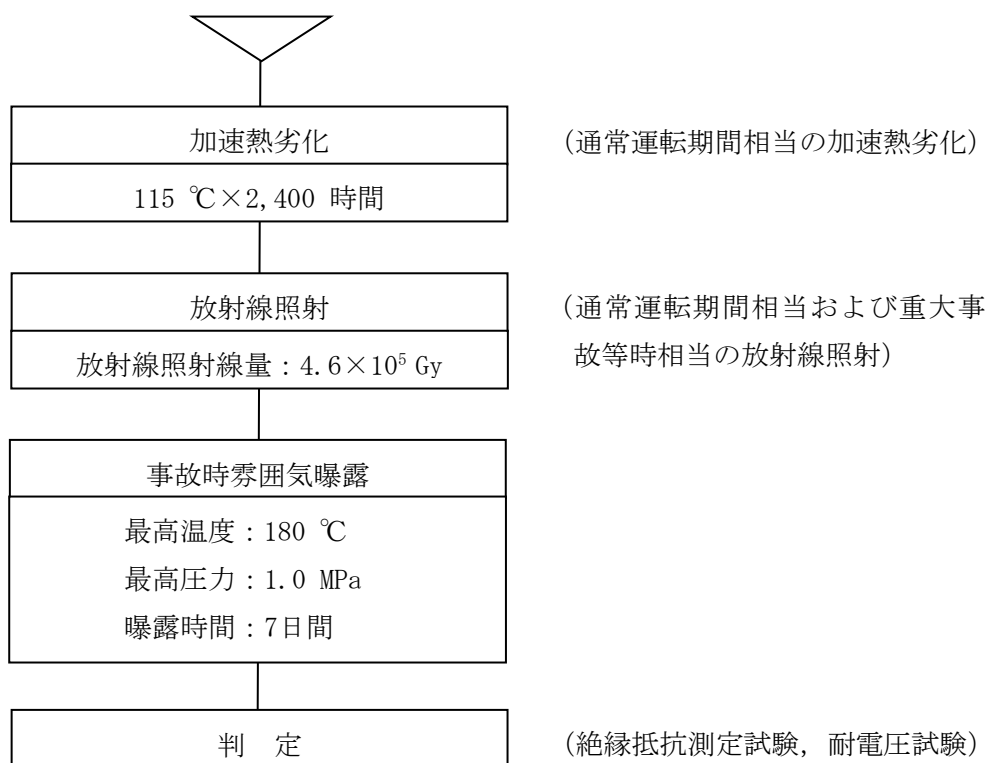 加速熱劣化
(通常運転期間相当の加速熱劣化)
115 ℃×2,400 時間
放射線照射
(通常運転期間相当および重大事
故等時相当の放射線照射)
放射線照射線量:4.6×10⁵ Gy
事故時雰囲気曝露
最高温度:180 ℃
最高圧力:1.0 MPa
曝露時間:7日間
判 定
(絶縁抵抗測定試験,耐電圧試験)